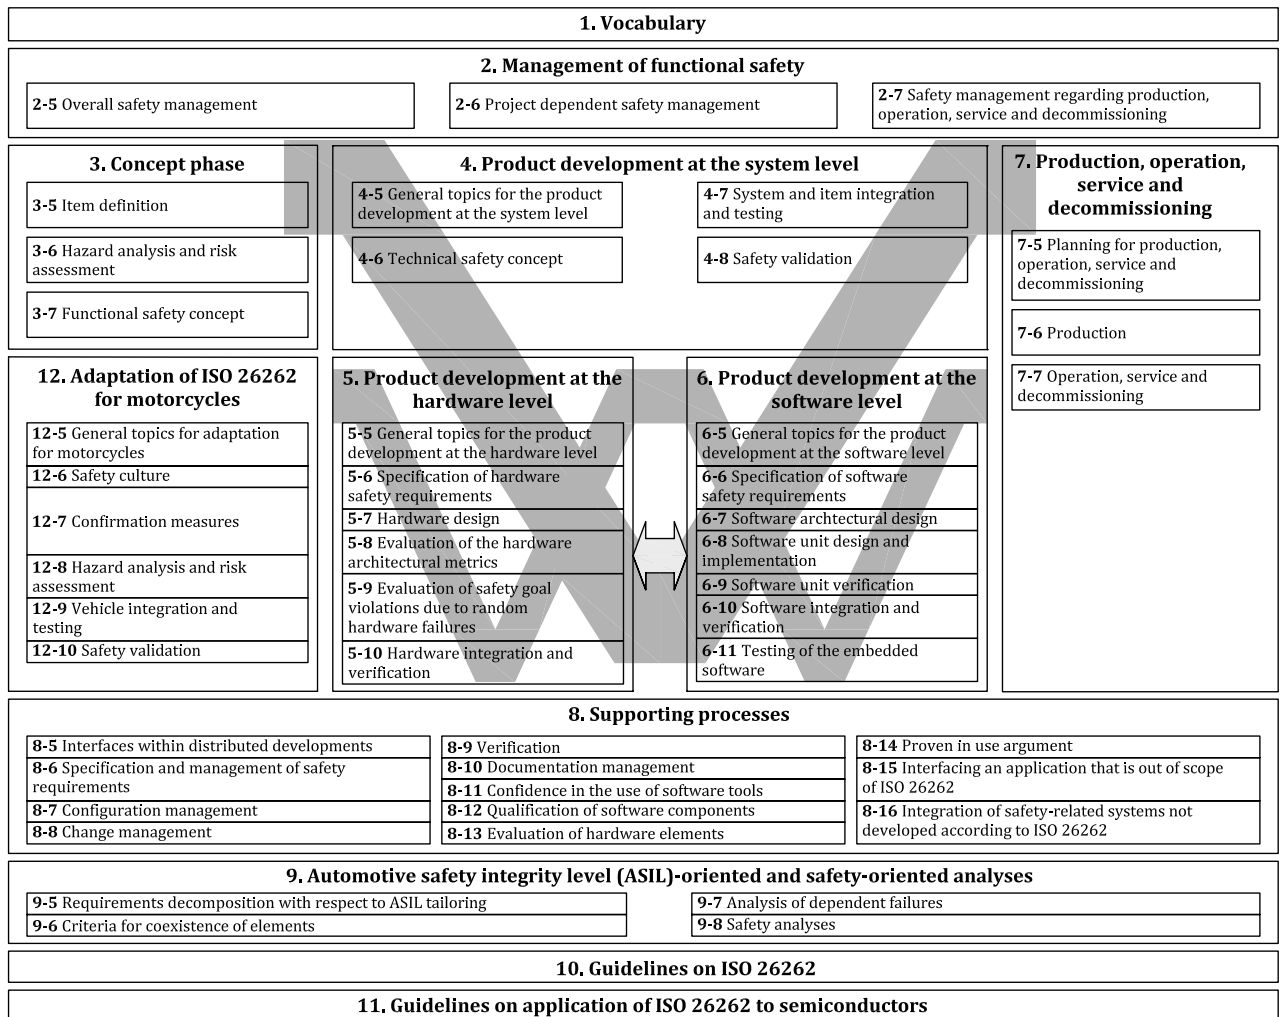 1. Vocabulary
2. Management of functional safety
2-5 Overall safety management
2-6 Project dependent safety management
2-7 Safety management regarding production,
operation, service and decommissioning
3. Concept phase
3-5 Item definition
3-6 Hazard analysis and risk
assessment
3-7 Functional safety concept
4. Product development at the system level
4-5 General topics for the product
development at the system level
4-6 Technical safety concept
4-7 System and item integration
and testing
4-8 Safety validation
7. Production, operation,
service and
decommissioning
7-5 Planning for production,
operation, service and
decommissioning
7-6 Production
7-7 Operation, service and
decommissioning
12. Adaptation of ISO 26262
for motorcycles
12-5 General topics for adaptation
for motorcycles
12-6 Safety culture
12-7 Confirmation measures
12-8 Hazard analysis and risk
assessment
12-9 Vehicle integration and
testing
12-10 Safety validation
5. Product development at the
hardware level
5-5 General topics for the product
development at the hardware level
5-6 Specification of hardware
safety requirements
5-7 Hardware design
5-8 Evaluation of the hardware
architectural metrics
5-9 Evaluation of safety goal
violations due to random
hardware failures
5-10 Hardware integration and
verification
6. Product development at the
software level
6-5 General topics for the product
development at the software level
6-6 Specification of software
safety requirements
6-7 Software archtectural design
6-8 Software unit design and
implementation
6-9 Software unit verification
6-10 Software integration and
verification
6-11 Testing of the embedded
software
8. Supporting processes
8-5 Interfaces within distributed developments
8-6 Specification and management of safety
requirements
8-7 Configuration management
8-8 Change management
8-9 Verification
8-10 Documentation management
8-11 Confidence in the use of software tools
8-12 Qualification of software components
8-13 Evaluation of hardware elements
8-14 Proven in use argument
8-15 Interfacing an application that is out of scope
of ISO 26262
8-16 Integration of safety-related systems not
developed according to ISO 26262
9. Automotive safety integrity level (ASIL)-oriented and safety-oriented analyses
9-5 Requirements decomposition with respect to ASIL tailoring
9-6 Criteria for coexistence of elements
9-7 Analysis of dependent failures
9-8 Safety analyses
10. Guidelines on ISO 26262
11. Guidelines on application of ISO 26262 to semiconductors